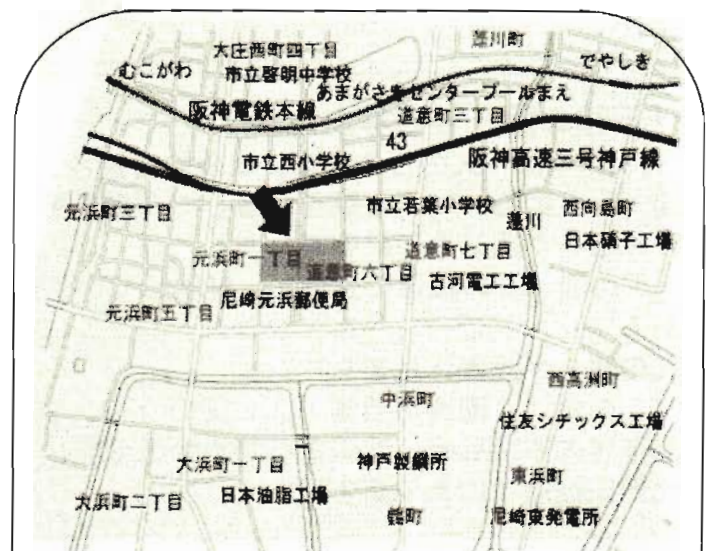 蓬川町
大庄西町四丁目
でやしき
むこがわ
市立啓明中学校
あまがさきセンタープールまえ
阪神電鉄本線
道意町三丁目
43
市立西小学校
阪神高速三号神戸線
元浜町三丁目
市立若葉小学校
蓬川
西向島町
日本硝子工場
元浜町一丁目
道意町七丁目
道意町六丁目
古河電工工場
尼崎元浜郵便局
元浜町五丁目
西高洲町
中浜町
住友シチックス工場
大浜町一丁目
神戸製鋼所
東浜町
大浜町二丁目
日本油脂工場
鶴町
尼崎東発電所